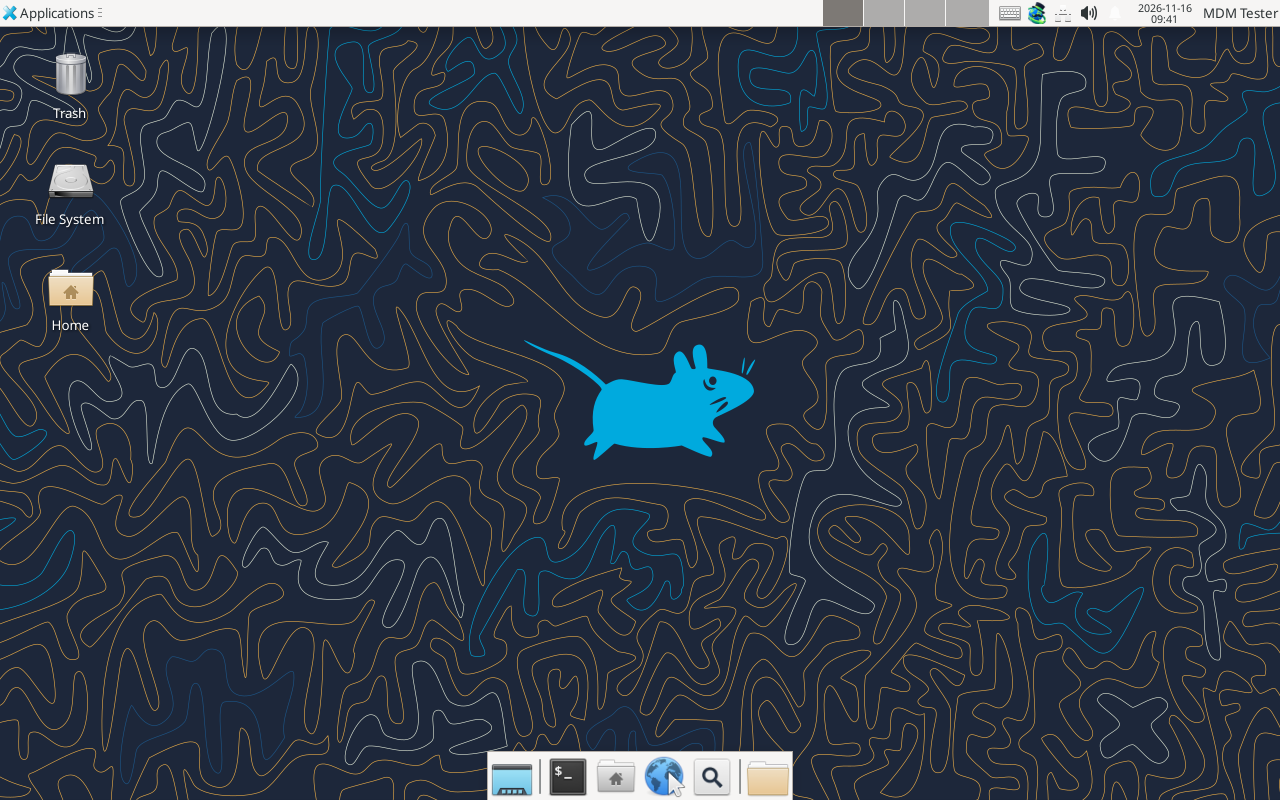 Applications
2026-11-16
09:41
MDM Tester
Trash
File System
Home
$_